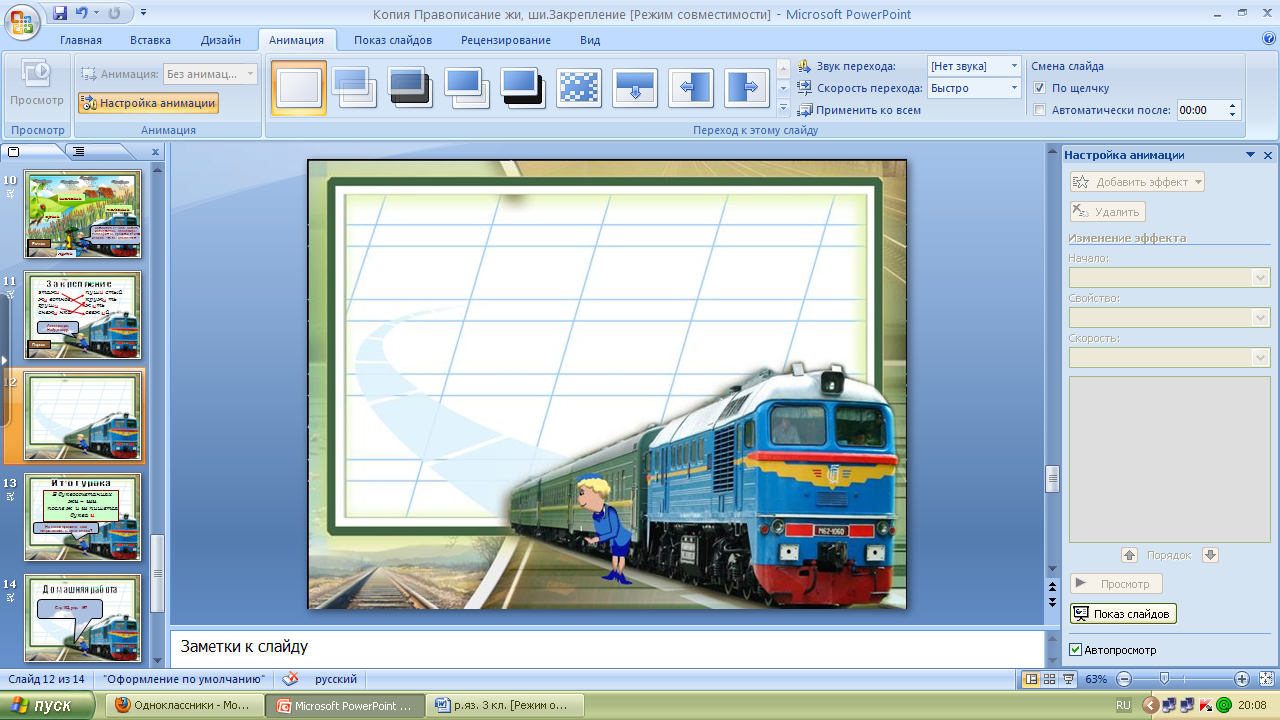 Копия Правописание жи, ши.Закрепление [Режим совместимости] - Microsoft PowerPoint
Главная Вставка Дизайн Анимация Показ слайдов Рецензирование Вид
Просмотр
Просмотр
Анимация: Без анимац...
Настройка анимации
Анимация
Звук перехода: [Нет звука]
Скорость перехода: Быстро
Применить ко всем
Переход к этому слайду
Смена слайда
По щелчку
Автоматически после: 00:00
10
11
Закрепление
12
13
Итог урока
14
Домашняя работа
М62-1060
Заметки к слайду
Настройка анимации
Добавить эффект
Удалить
Изменение эффекта
Начало:
Свойство:
Скорость:
Порядок
Просмотр
Показ слайдов
Автопросмотр
Слайд 12 из 14 "Оформление по умолчанию" русский 63%
пуск Одноклассники - Mo... Microsoft PowerPoint ... р.яз. 3 кл. [Режим о... RU 20:08